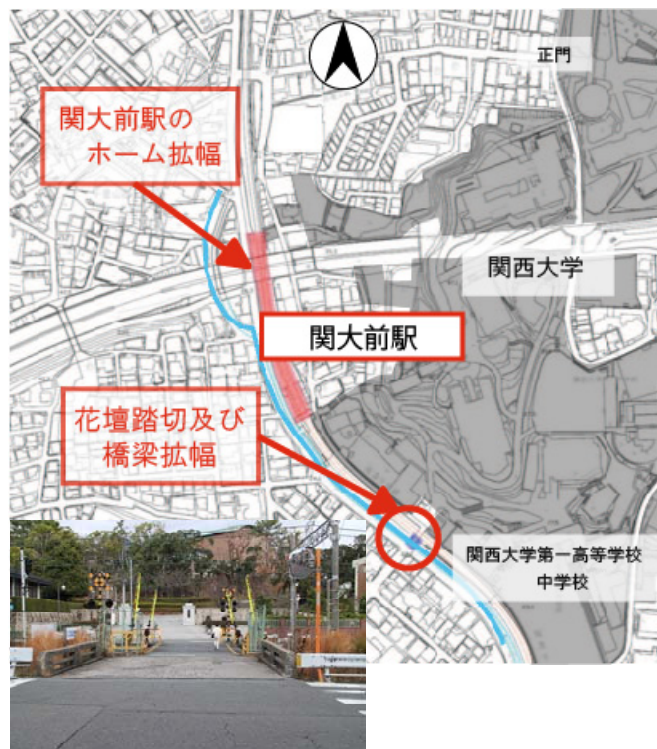 正門
関大前駅の
ホーム拡幅
関西大学
関大前駅
花壇踏切及び
橋梁拡幅
関西大学第一高等学校
中学校